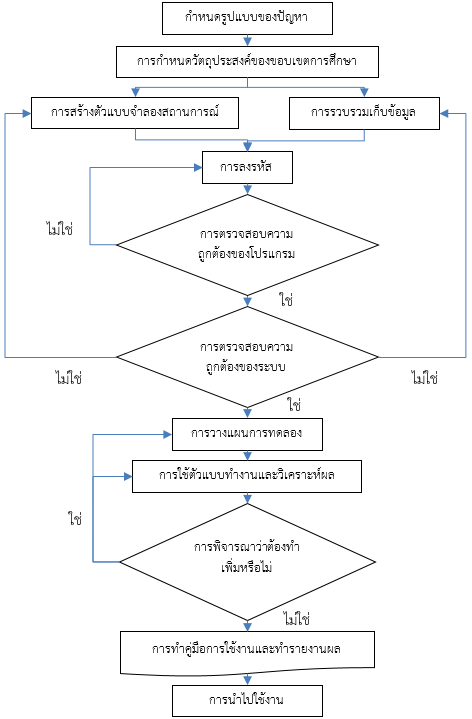 กำหนดรูปแบบของปัญหา
การกำหนดวัตถุประสงค์ของขอบเขตการศึกษา
การสร้างตัวแบบจำลองสถานการณ์
การรวบรวมเก็บข้อมูล
การลงรหัส
ไม่ใช่
การตรวจสอบความ
ถูกต้องของโปรแกรม
ใช่
การตรวจสอบความ
ถูกต้องของระบบ
ไม่ใช่
ไม่ใช่
ใช่
การวางแผนการทดลอง
การใช้ตัวแบบทำงานและวิเคราะห์ผล
ใช่
การพิจารณาว่าต้องทำ
เพิ่มหรือไม่
ไม่ใช่
การทำคู่มือการใช้งานและทำรายงานผล
การนำไปใช้งาน